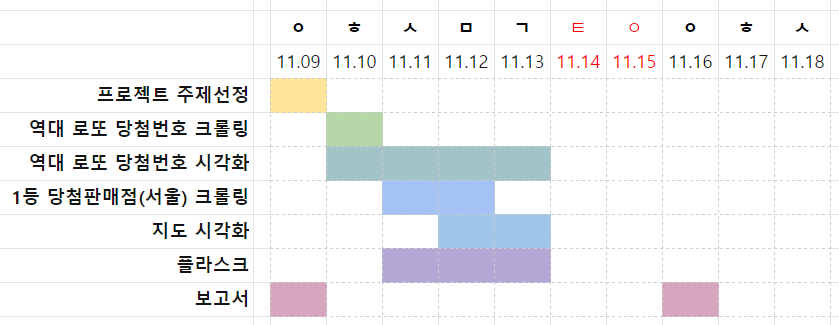 ㅇ ㅎ ㅅ ㅁ ㄱ ㅌ ㅇ ㅇ ㅎ ㅅ
11.09 11.10 11.11 11.12 11.13 11.14 11.15 11.16 11.17 11.18
프로젝트 주제선정
역대 로또 당첨번호 크롤링
역대 로또 당첨번호 시각화
1등 당첨판매점(서울) 크롤링
지도 시각화
플라스크
보고서